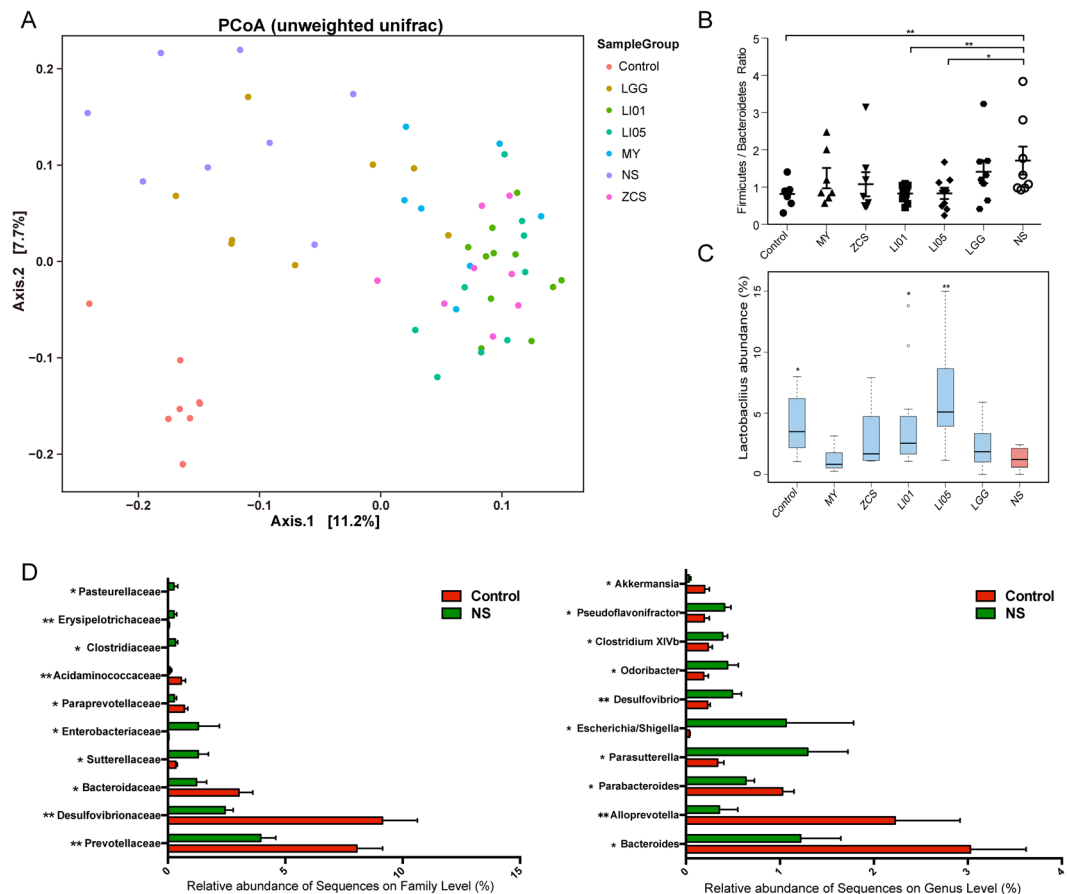 A
PCoA (unweighted unifrac)
0.2
0.1
0.0
−0.1
−0.2
Axis.2 [7.7%]
−0.2
−0.1
0.0
0.1
Axis.1 [11.2%]
SampleGroup
Control
LGG
LI01
LI05
MY
NS
ZCS
B
**
**
*
5
4
3
2
1
0
Firmicutes / Bacteroidetes Ratio
Control
MY
ZCS
LI01
LI05
LGG
NS
C
15
10
5
0
Lactobacliius abundance (%)
*
*
**
Control
MY
ZCS
LI01
LI05
LGG
NS
D
* Pasteurellaceae
** Erysipelotrichaceae
* Clostridiaceae
** Acidaminococcaceae
* Paraprevotellaceae
* Enterobacteriaceae
* Sutterellaceae
* Bacteroidaceae
** Desulfovibrionaceae
** Prevotellaceae
Control
NS
0
5
10
15
Relative abundance of Sequences on Family Level (%)
* Akkermansia
* Pseudoflavonifractor
* Clostridium XIVb
* Odoribacter
** Desulfovibrio
* Escherichia/Shigella
* Parasutterella
* Parabacteroides
** Alloprevotella
* Bacteroides
Control
NS
0
1
2
3
4
Relative abundance of Sequences on Genus Level (%)